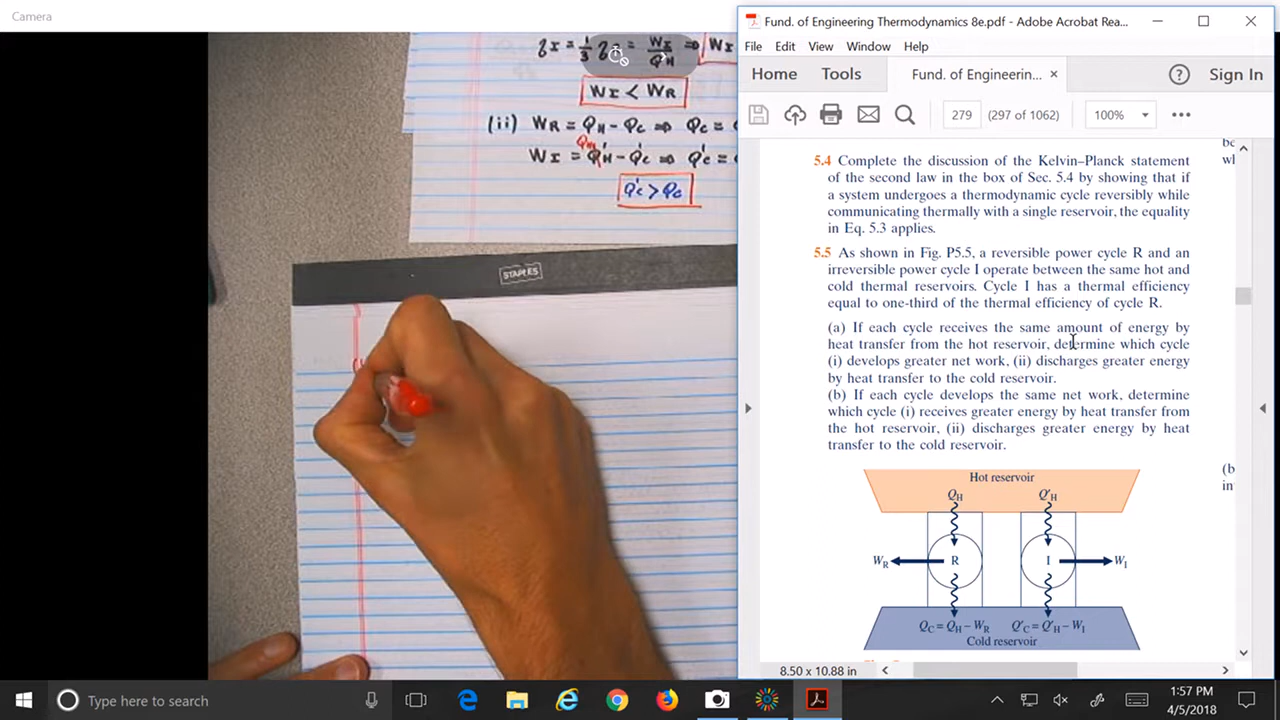 Camera
ηI = 1/3 η = WI/QH ⇒ WI
WI < WR
(ii) WR = QH - QC ⇒ QC =
QH
WI = Q'H - Q'C ⇒ Q'C =
Q'C > QC
STAPLES
Fund. of Engineering Thermodynamics 8e.pdf - Adobe Acrobat Rea...
File Edit View Window Help
Home Tools Fund. of Engineerin... × ? Sign In
279 (297 of 1062) 100%
be
5.4 Complete the discussion of the Kelvin–Planck statement
wl
of the second law in the box of Sec. 5.4 by showing that if
a system undergoes a thermodynamic cycle reversibly while
communicating thermally with a single reservoir, the equality
in Eq. 5.3 applies.
5.5 As shown in Fig. P5.5, a reversible power cycle R and an
irreversible power cycle I operate between the same hot and
cold thermal reservoirs. Cycle I has a thermal efficiency
equal to one-third of the thermal efficiency of cycle R.
(a) If each cycle receives the same amount of energy by
heat transfer from the hot reservoir, determine which cycle
(i) develops greater net work, (ii) discharges greater energy
by heat transfer to the cold reservoir.
(b) If each cycle develops the same net work, determine
which cycle (i) receives greater energy by heat transfer from
the hot reservoir, (ii) discharges greater energy by heat
transfer to the cold reservoir.
(b
in
Hot reservoir
QH Q'H
WR R I WI
QC = QH – WR Q'C = Q'H – WI
Cold reservoir
8.50 x 10.88 in
Type here to search
1:57 PM
4/5/2018